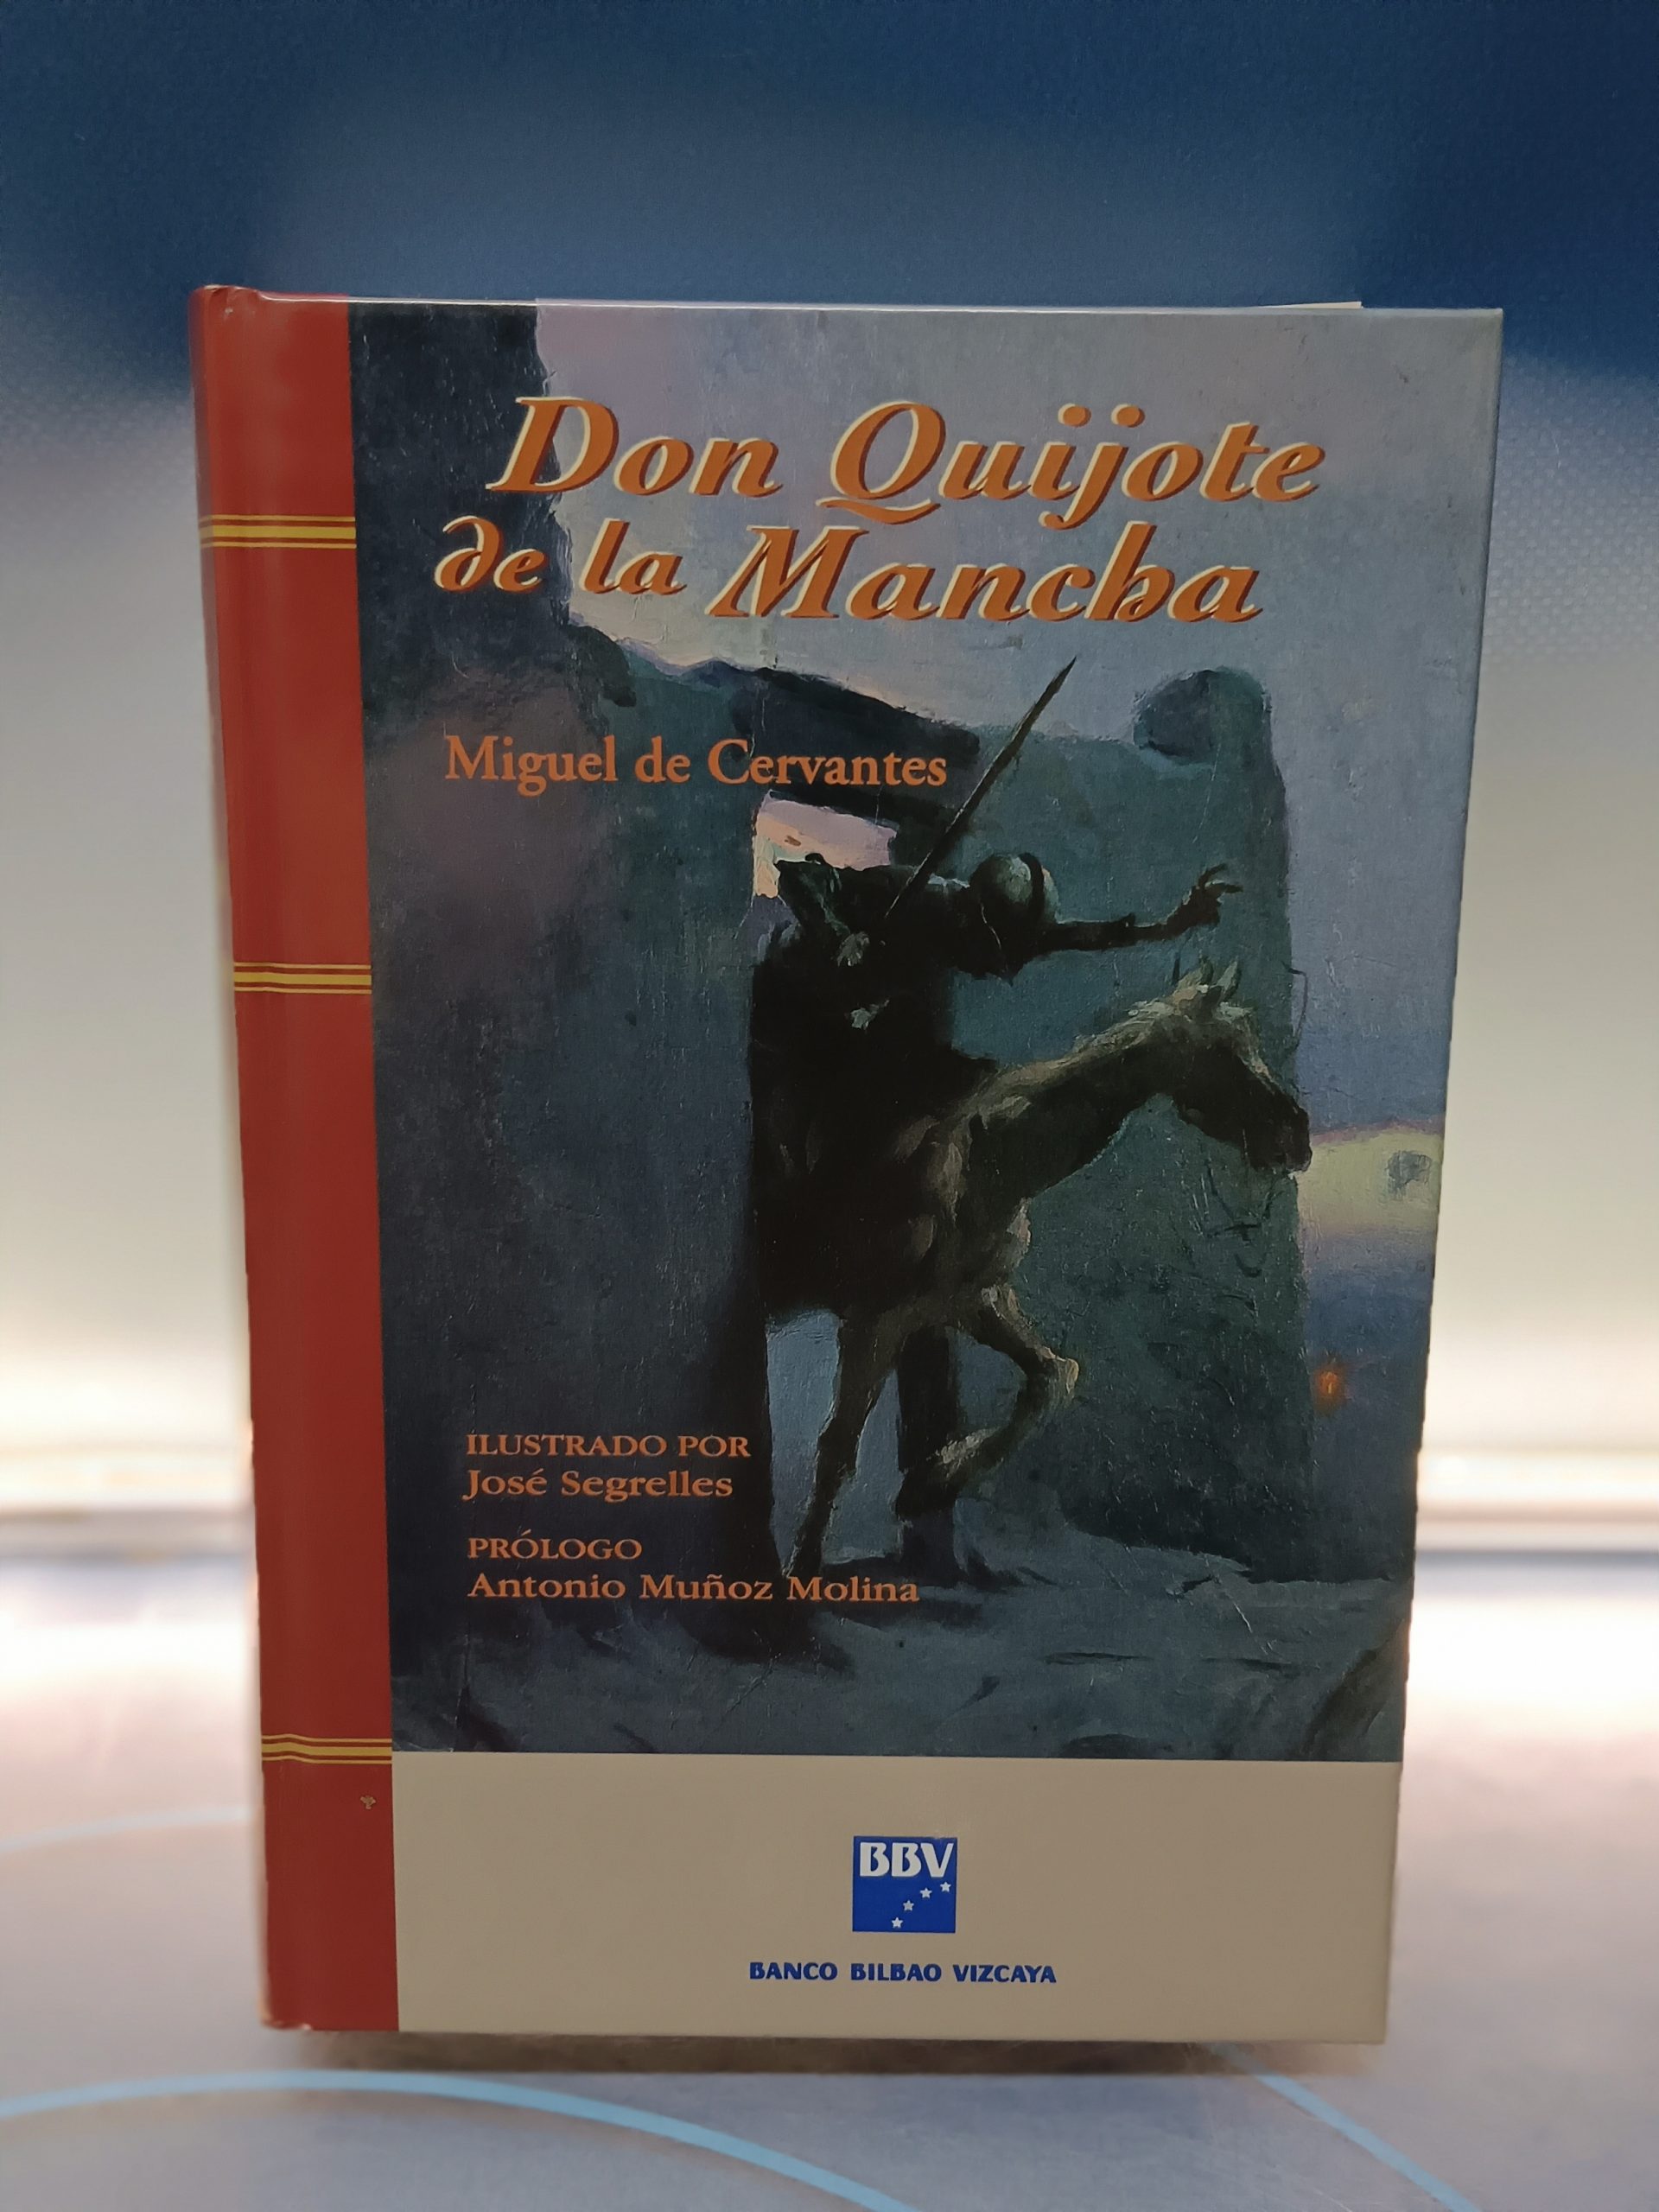 Don Quijote
de la Mancha
Miguel de Cervantes
ILUSTRADO POR
José Segrelles
PRÓLOGO
Antonio Muñoz Molina
BBV
BANCO BILBAO VIZCAYA